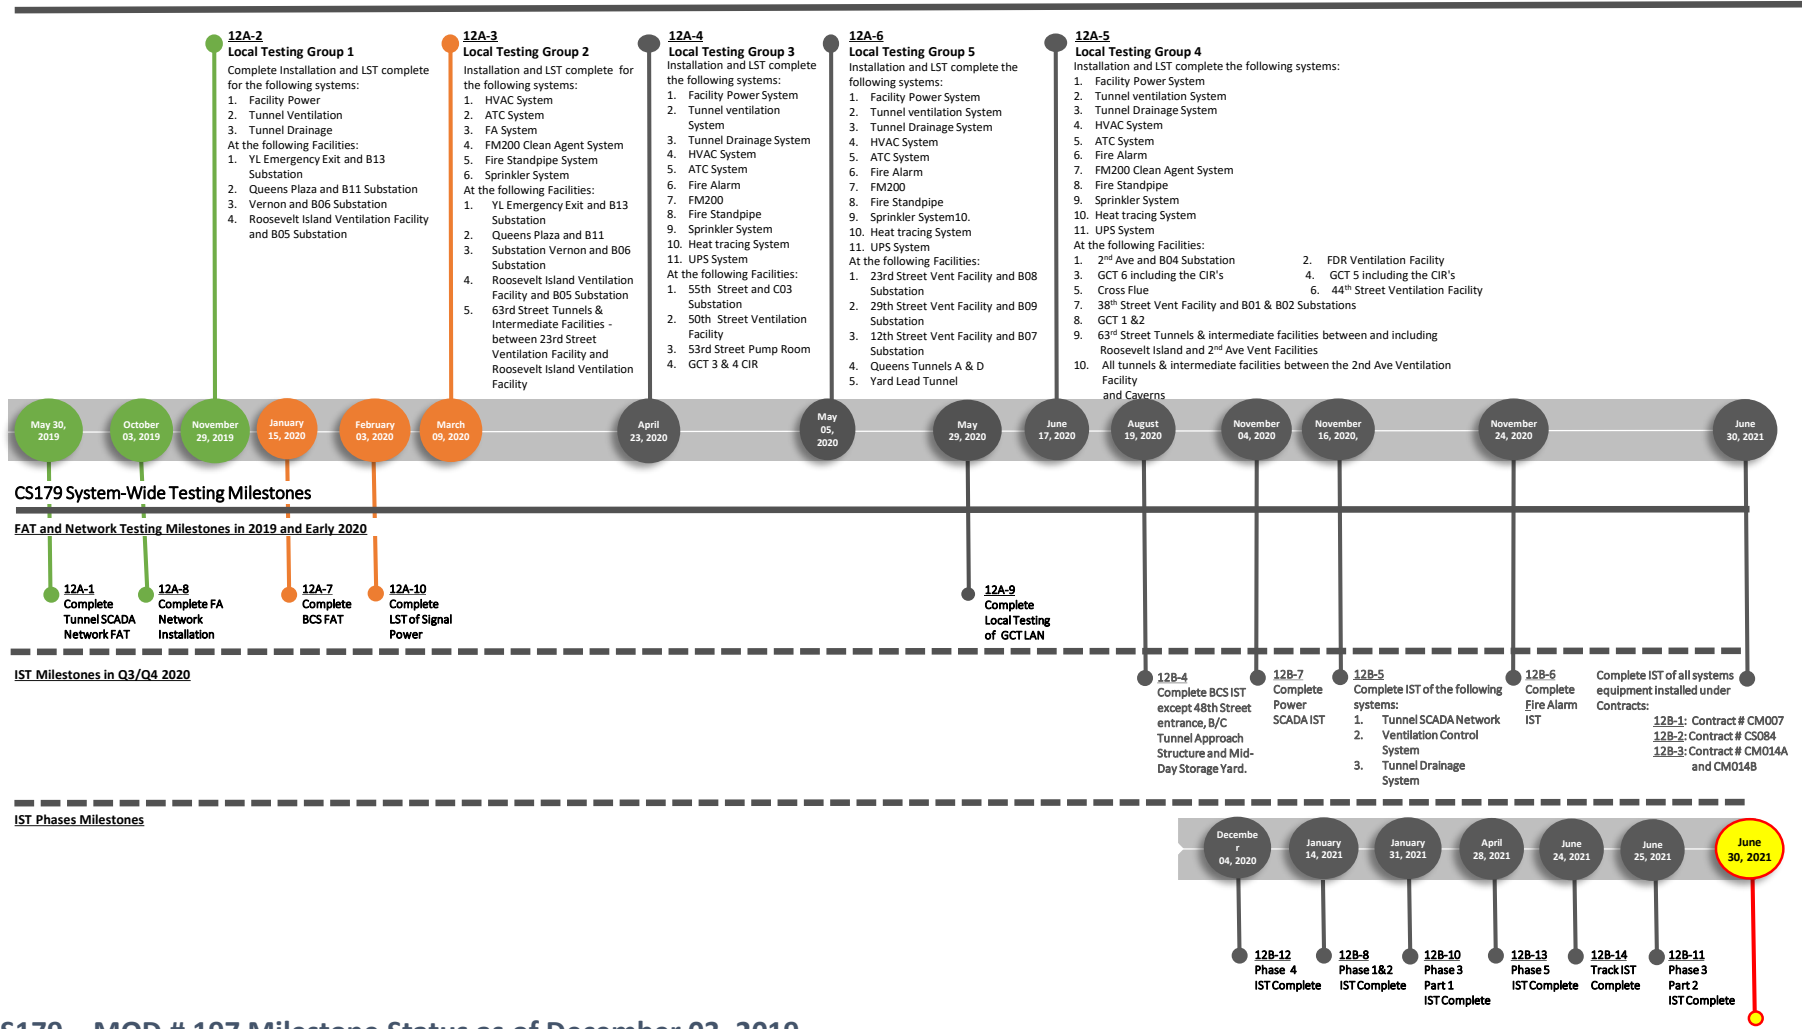 12A-2
Local Testing Group 1
Complete Installation and LST complete
for the following systems:
1. Facility Power
2. Tunnel Ventilation
3. Tunnel Drainage
At the following Facilities:
1. YL Emergency Exit and B13
Substation
2. Queens Plaza and B11 Substation
3. Vernon and B06 Substation
4. Roosevelt Island Ventilation Facility
and B05 Substation
12A-3
Local Testing Group 2
Installation and LST complete for
the following systems:
1. HVAC System
2. ATC System
3. FA System
4. FM200 Clean Agent System
5. Fire Standpipe System
6. Sprinkler System
At the following Facilities:
1. YL Emergency Exit and B13
Substation
2. Queens Plaza and B11
3. Substation Vernon and B06
Substation
4. Roosevelt Island Ventilation
Facility and B05 Substation
5. 63rd Street Tunnels &
Intermediate Facilities -
between 23rd Street
Ventilation Facility and
Roosevelt Island Ventilation
Facility
12A-4
Local Testing Group 3
Installation and LST complete
the following systems:
1. Facility Power System
2. Tunnel ventilation
System
3. Tunnel Drainage System
4. HVAC System
5. ATC System
6. Fire Alarm
7. FM200
8. Fire Standpipe
9. Sprinkler System
10. Heat tracing System
11. UPS System
At the following Facilities:
1. 55th Street and C03
Substation
2. 50th Street Ventilation
Facility
3. 53rd Street Pump Room
4. GCT 3 & 4 CIR
12A-6
Local Testing Group 5
Installation and LST complete the
following systems:
1. Facility Power System
2. Tunnel ventilation System
3. Tunnel Drainage System
4. HVAC System
5. ATC System
6. Fire Alarm
7. FM200
8. Fire Standpipe
9. Sprinkler System10.
10. Heat tracing System
11. UPS System
At the following Facilities:
1. 23rd Street Vent Facility and B08
Substation
2. 29th Street Vent Facility and B09
Substation
3. 12th Street Vent Facility and B07
Substation
4. Queens Tunnels A & D
5. Yard Lead Tunnel
12A-5
Local Testing Group 4
Installation and LST complete the following systems:
1. Facility Power System
2. Tunnel ventilation System
3. Tunnel Drainage System
4. HVAC System
5. ATC System
6. Fire Alarm
7. FM200 Clean Agent System
8. Fire Standpipe
9. Sprinkler System
10. Heat tracing System
11. UPS System
At the following Facilities:
1. 2nd Ave and B04 Substation 2. FDR Ventilation Facility
3. GCT 6 including the CIR's 4. GCT 5 including the CIR's
5. Cross Flue 6. 44th Street Ventilation Facility
7. 38th Street Vent Facility and B01 & B02 Substations
8. GCT 1 &2
9. 63rd Street Tunnels & intermediate facilities between and including
Roosevelt Island and 2nd Ave Vent Facilities
10. All tunnels & intermediate facilities between the 2nd Ave Ventilation
Facility
and Caverns
May 30,
2019
October
03, 2019
November
29, 2019
January
15, 2020
February
03, 2020
March
09, 2020
April
23, 2020
May
05,
2020
May
29, 2020
June
17, 2020
August
19, 2020
November
04, 2020
November
16, 2020,
November
24, 2020
June
30, 2021
CS179 System-Wide Testing Milestones
FAT and Network Testing Milestones in 2019 and Early 2020
12A-1
Complete
Tunnel SCADA
Network FAT
12A-8
Complete FA
Network
Installation
12A-7
Complete
BCS FAT
12A-10
Complete
LST of Signal
Power
12A-9
Complete
Local Testing
of GCT LAN
IST Milestones in Q3/Q4 2020
12B-4
Complete BCS IST
except 48th Street
entrance, B/C
Tunnel Approach
Structure and Mid-
Day Storage Yard.
12B-7
Complete
Power
SCADA IST
12B-5
Complete IST of the following
systems:
1. Tunnel SCADA Network
2. Ventilation Control
System
3. Tunnel Drainage
System
12B-6
Complete
Fire Alarm
IST
Complete IST of all systems
equipment installed under
Contracts:
12B-1: Contract # CM007
12B-2: Contract # CS084
12B-3: Contract # CM014A
and CM014B
IST Phases Milestones
Decembe
r
04, 2020
January
14, 2021
January
31, 2021
April
28, 2021
June
24, 2021
June
25, 2021
June
30, 2021
12B-12
Phase 4
IST Complete
12B-8
Phase 1&2
IST Complete
12B-10
Phase 3
Part 1
IST Complete
12B-13
Phase 5
IST Complete
12B-14
Track IST
Complete
12B-11
Phase 3
Part 2
IST Complete
S179 – MOD # 197 Milestone Status as of December 03, 2019